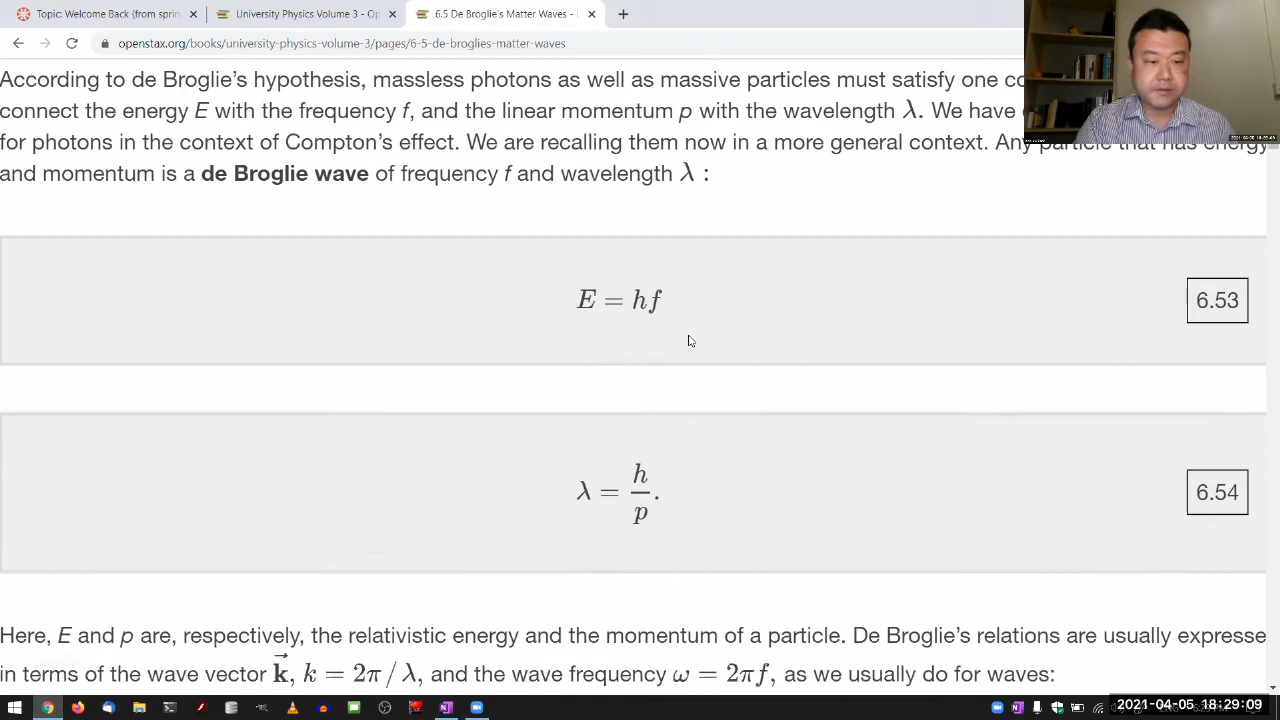 Topic: Welcome Back (from sprin
University Physics Volume 3 - Op
6.5 De Broglie's Matter Waves - U
openstax.org/books/university-physics-volume-3/pages/6-5-de-broglies-matter-waves
According to de Broglie's hypothesis, massless photons as well as massive particles must satisfy one co
connect the energy E with the frequency f, and the linear momentum p with the wavelength λ. We have
for photons in the context of Compton's effect. We are recalling them now in a more general context. Any particle that has energy
and momentum is a de Broglie wave of frequency f and wavelength λ :
E = hf
6.53
λ = h/p.
6.54
Here, E and p are, respectively, the relativistic energy and the momentum of a particle. De Broglie's relations are usually expresse
in terms of the wave vector k⃗, k = 2π / λ, and the wave frequency ω = 2πf, as we usually do for waves:
2021-04-05 18:29:09